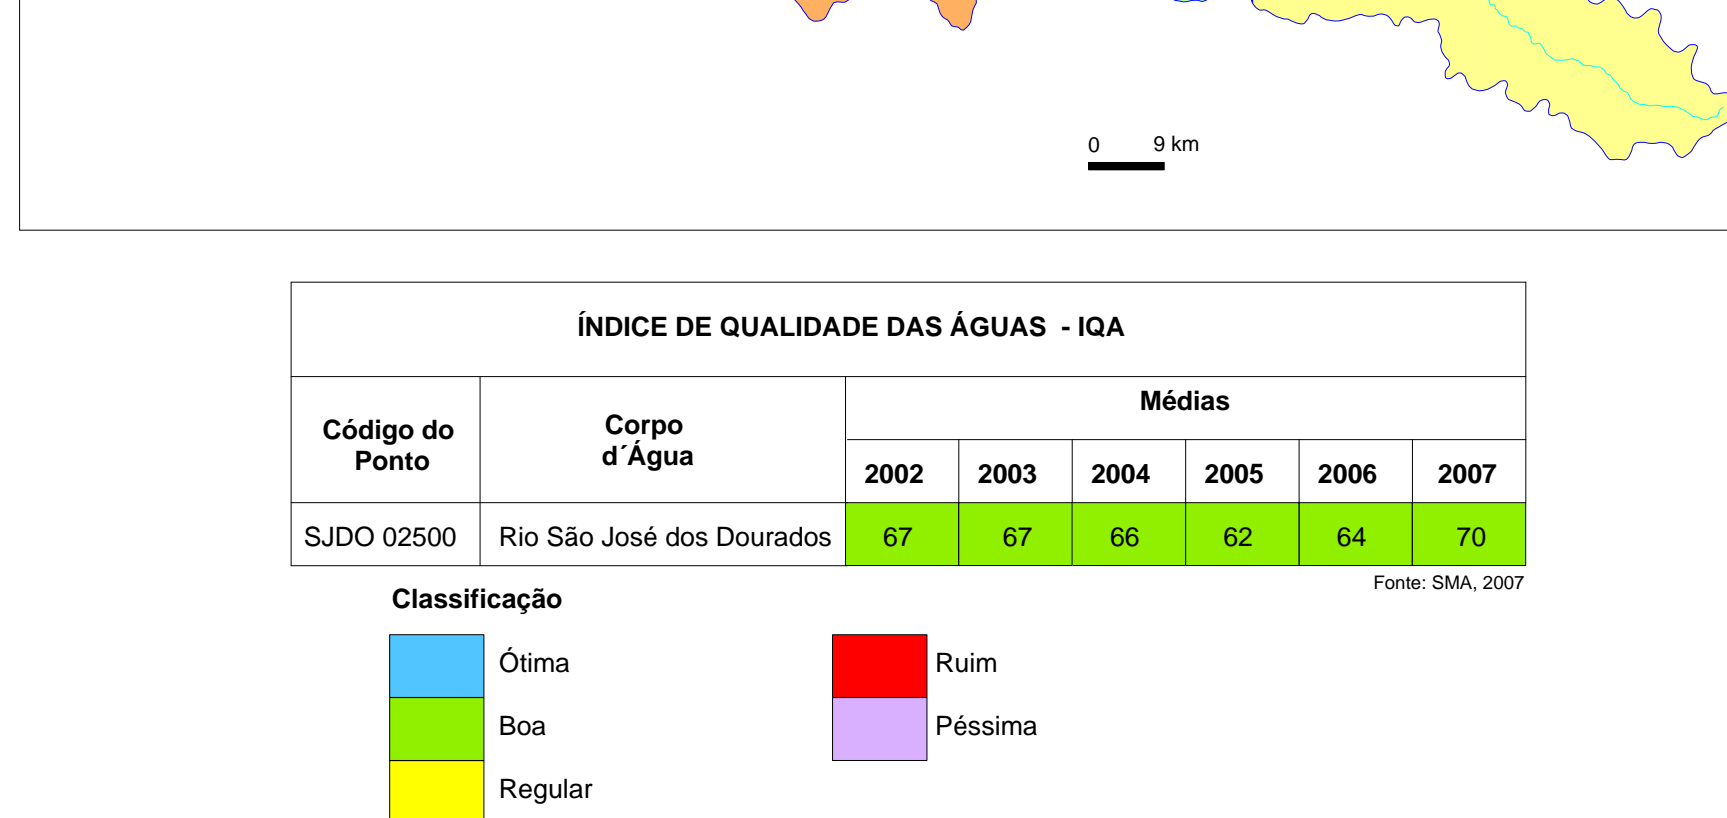 0 9 km
ÍNDICE DE QUALIDADE DAS ÁGUAS - IQA
Código do
Ponto
Corpo
d´Água
Médias
2002 2003 2004 2005 2006 2007
SJDO 02500 Rio São José dos Dourados 67 67 66 62 64 70
Fonte: SMA, 2007
Classificação
Ótima
Boa
Regular
Ruim
Péssima